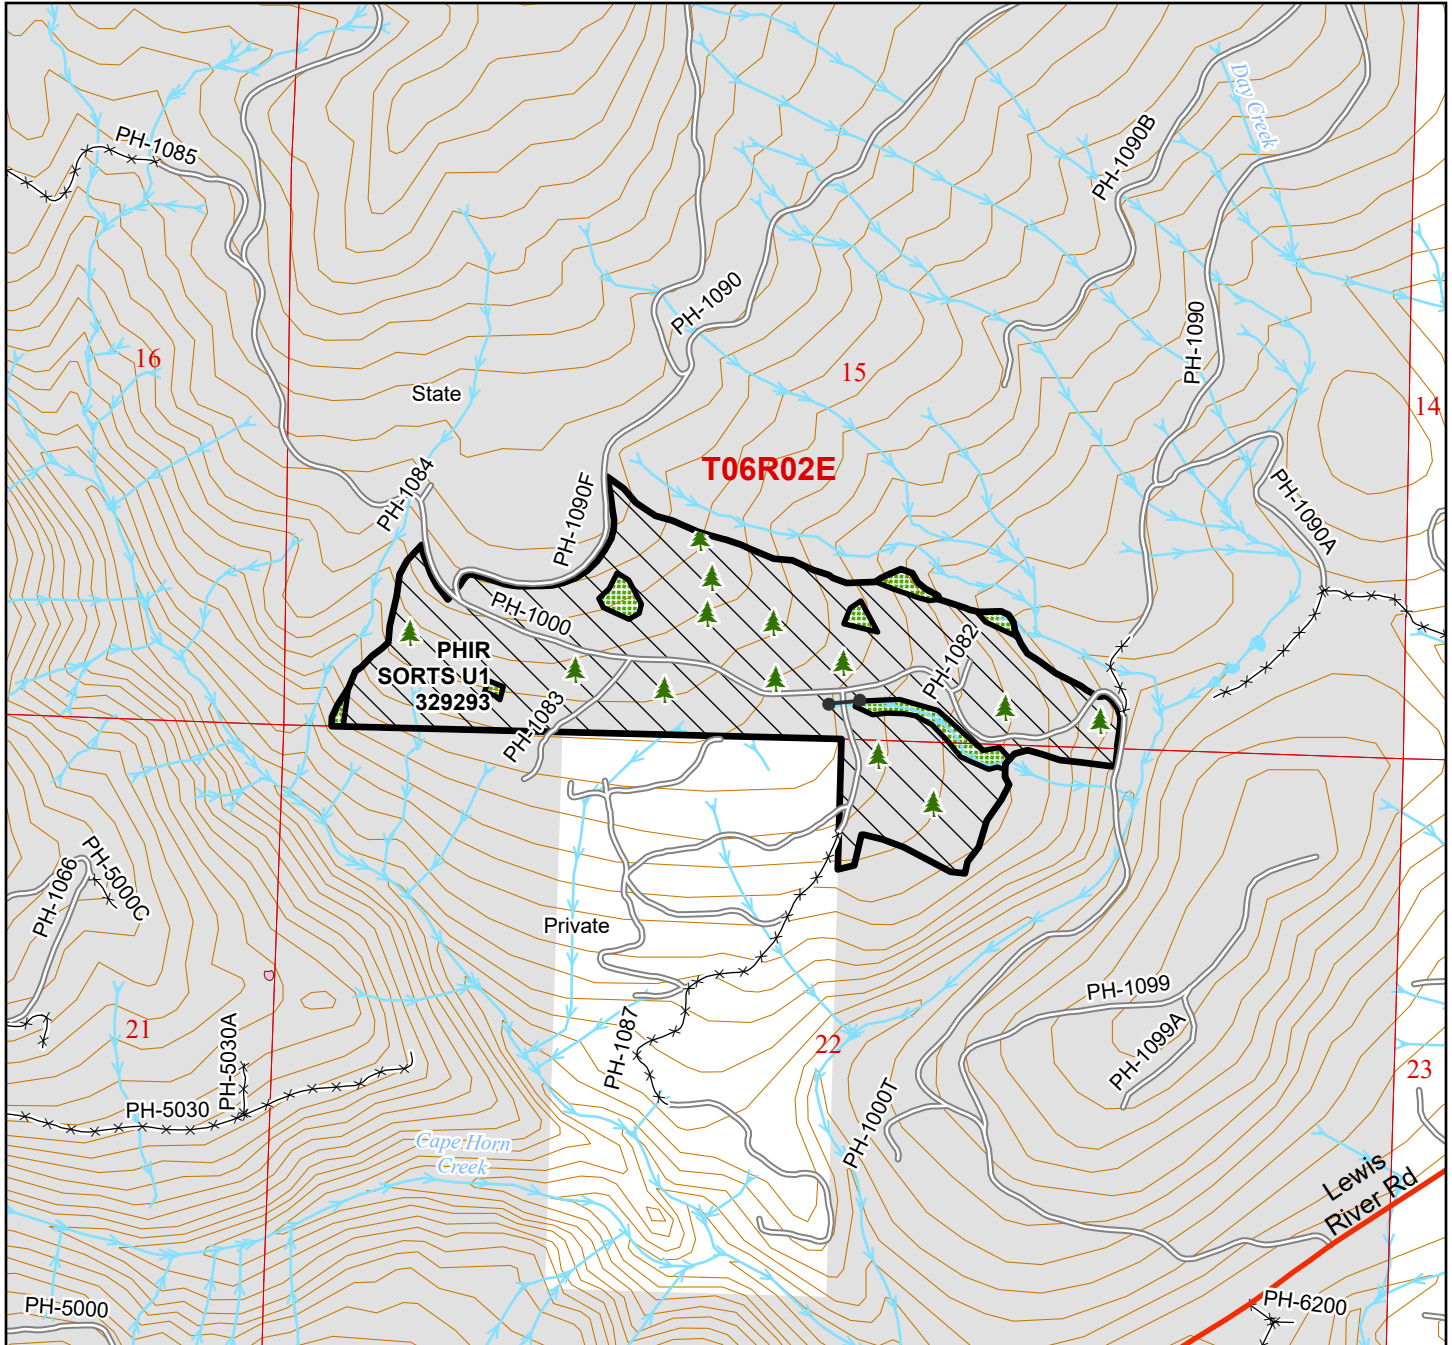 Day Creek
PH-1085
PH-1090B
PH-1090
PH-1090
16
15
State
14
T06R02E
PH-1084
PH-1090F
PH-1090A
PH-1000
PH-1082
PHIR
SORTS U1
329293
PH-1083
PH-1066
PH-5000C
Private
PH-1099
PH-1099A
21
PH-5030A
PH-1087
22
23
PH-5030
PH-1000T
Cape Horn
Creek
Lewis
River Rd
PH-5000
PH-6200